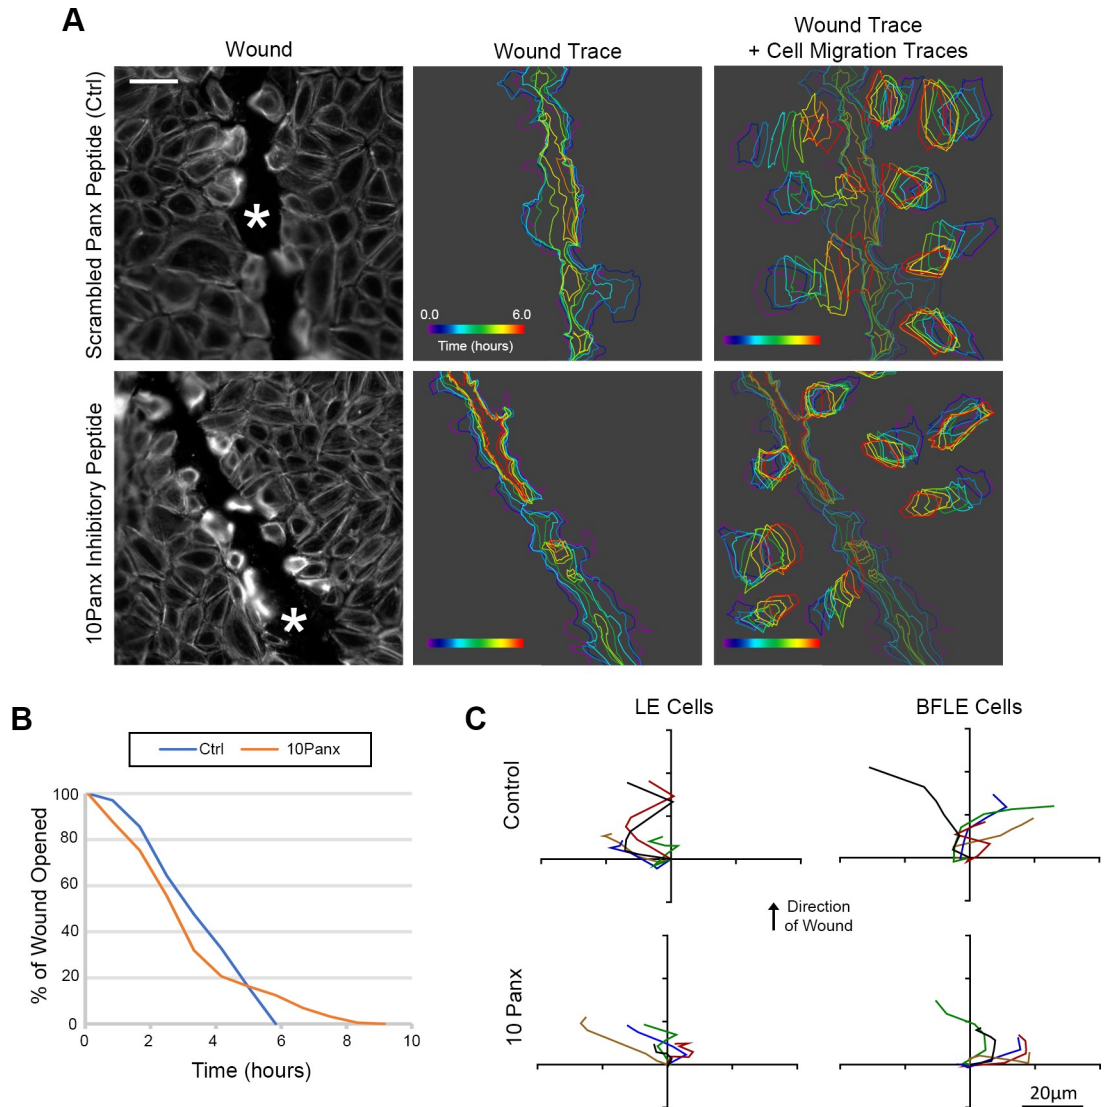 A
Wound
Wound Trace
Wound Trace
+ Cell Migration Traces
Scrambled Panx Peptide (Ctrl)
*
0.0
6.0
Time (hours)
10Panx Inhibitory Peptide
*
B
Ctrl
10Panx
% of Wound Opened
100
80
60
40
20
0
0 2 4 6 8 10
Time (hours)
C
LE Cells
BFLE Cells
Control
Direction
of Wound
10 Panx
20µm